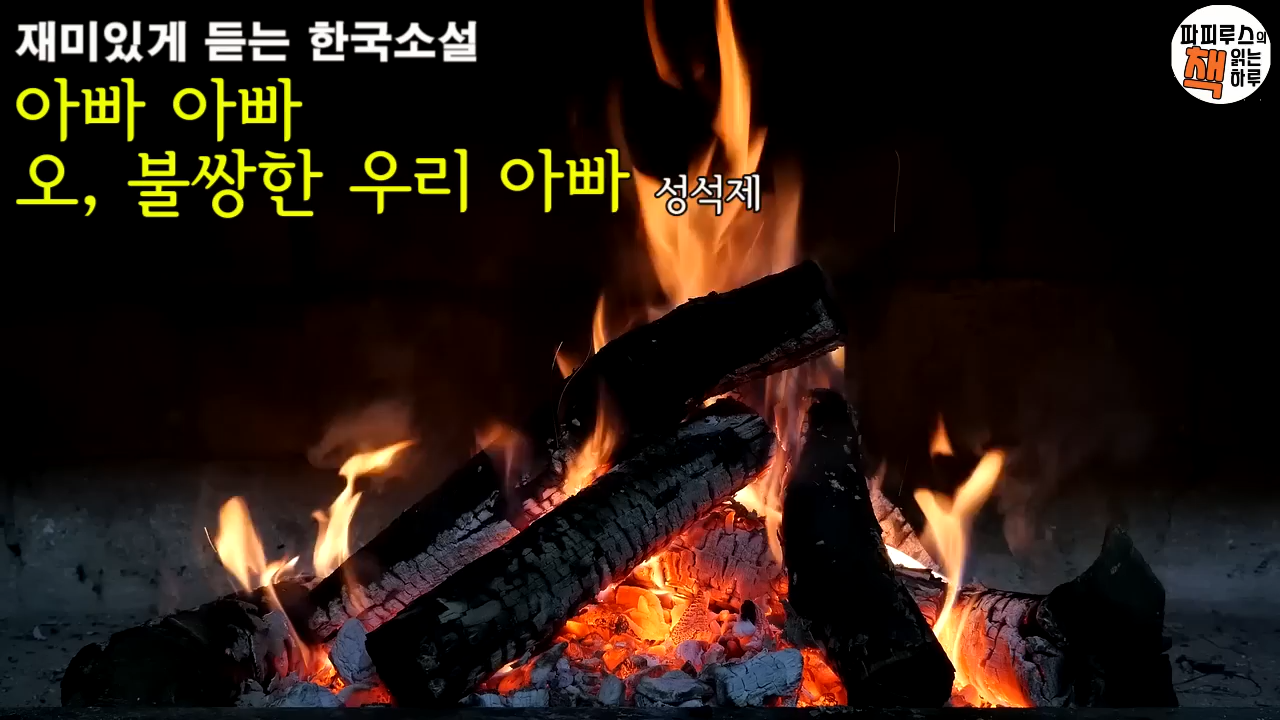 재미있게 듣는 한국소설
아빠 아빠
오, 불쌍한 우리 아빠 성석제
파피루스의
책 읽는
하루